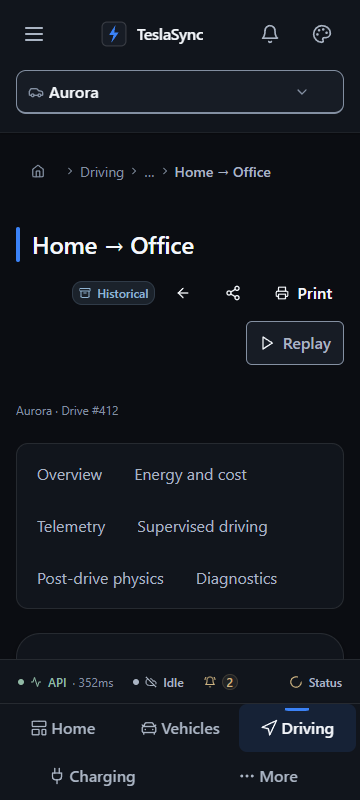 TeslaSync
Aurora
Driving ... Home → Office
Home → Office
Historical Print
Replay
Aurora · Drive #412
Overview Energy and cost
Telemetry Supervised driving
Post-drive physics Diagnostics
API · 352ms Idle 2 Status
Home Vehicles Driving
Charging More